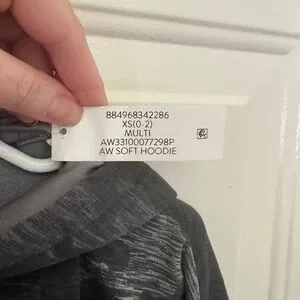 884968342286
XS(0-2)
MULTI
AW33100077298P
AW SOFT HOODIE